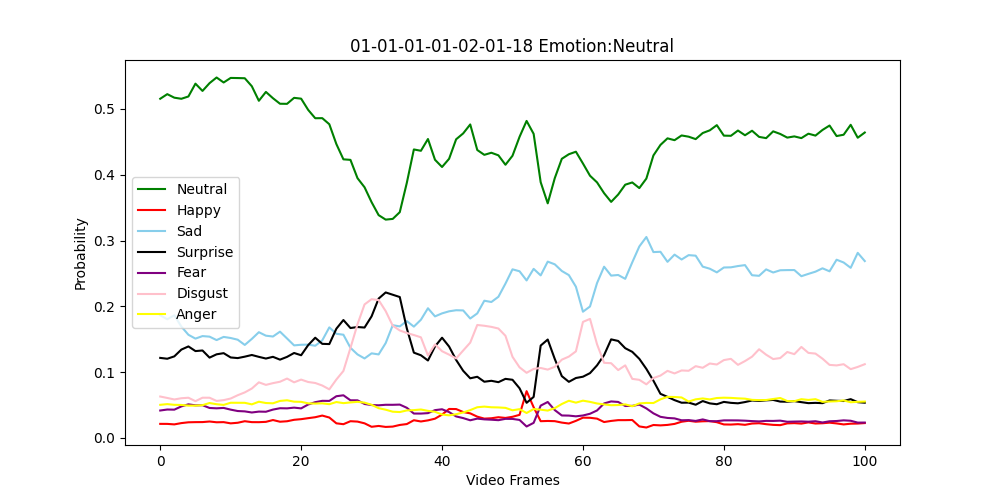 01-01-01-01-02-01-18 Emotion:Neutral
Probability
0.5
0.4
0.3
0.2
0.1
0.0
Neutral
Happy
Sad
Surprise
Fear
Disgust
Anger
0
20
40
60
80
100
Video Frames